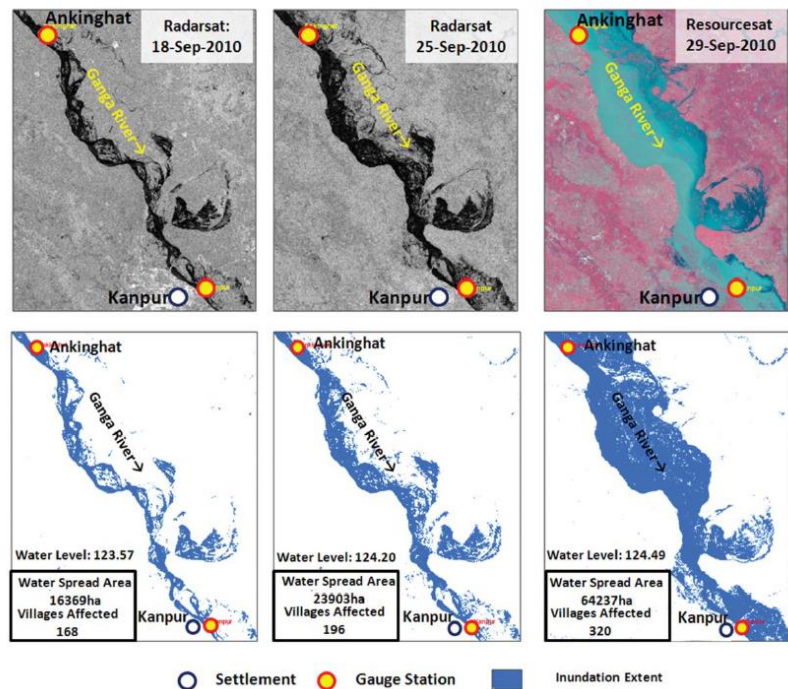 Ankinghat
Radarsat:
18-Sep-2010
Ganga River
Kanpur
Radarsat
25-Sep-2010
Ganga River
Kanpur
Resourcesat
29-Sep-2010
Ganga River
Kanpur
Ankinghat
Ganga River
Water Level: 123.57
Water Spread Area
16369ha
Villages Affected
168
Kanpur
Ankinghat
Ganga River
Water Level: 124.20
Water Spread Area
23903ha
Villages Affected
196
Kanpur
Ankinghat
Ganga River
Water Level: 124.49
Water Spread Area
64237ha
Villages Affected
320
Kanpur
Settlement
Gauge Station
Inundation Extent